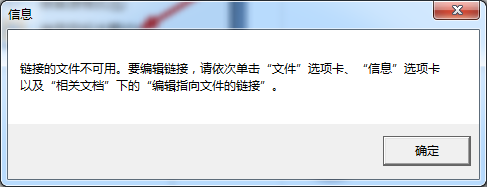 信息
链接的文件不可用。要编辑链接，请依次单击“文件”选项卡、“信息”选项卡
以及“相关文档”下的“编辑指向文件的链接”。
确定